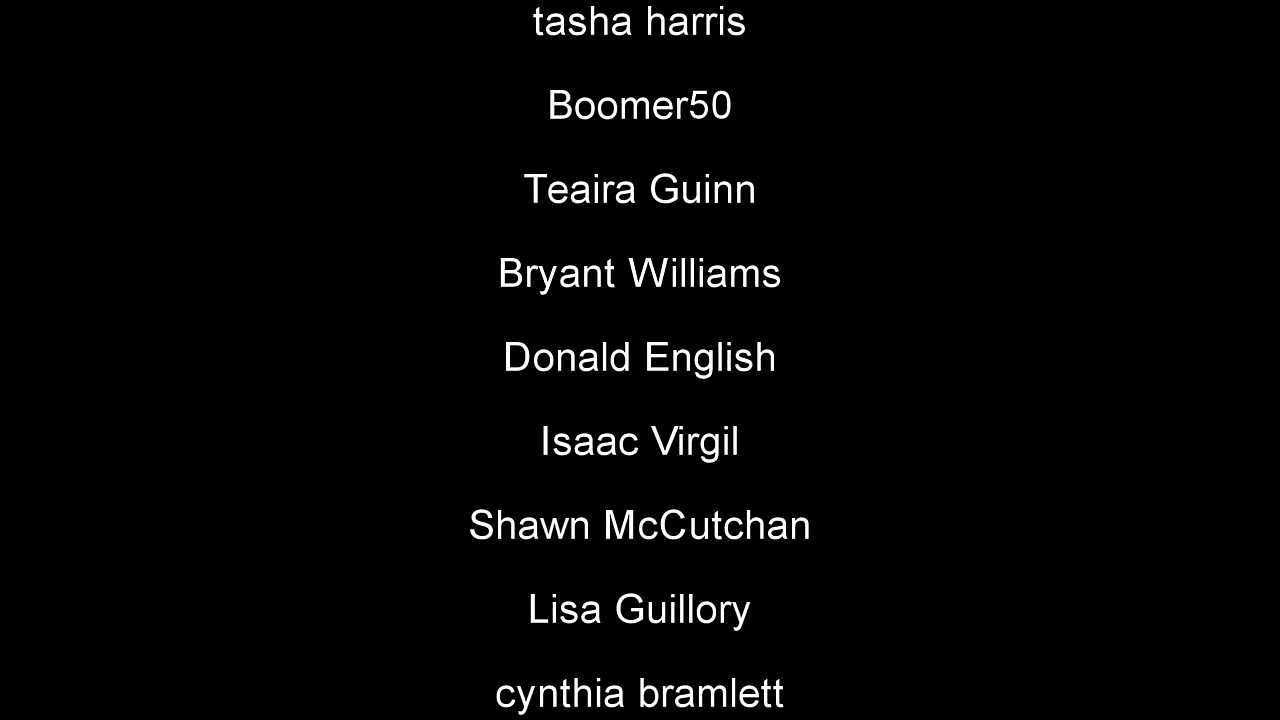 tasha harris
Boomer50
Teaira Guinn
Bryant Williams
Donald English
Isaac Virgil
Shawn McCutchan
Lisa Guillory
cynthia bramlett